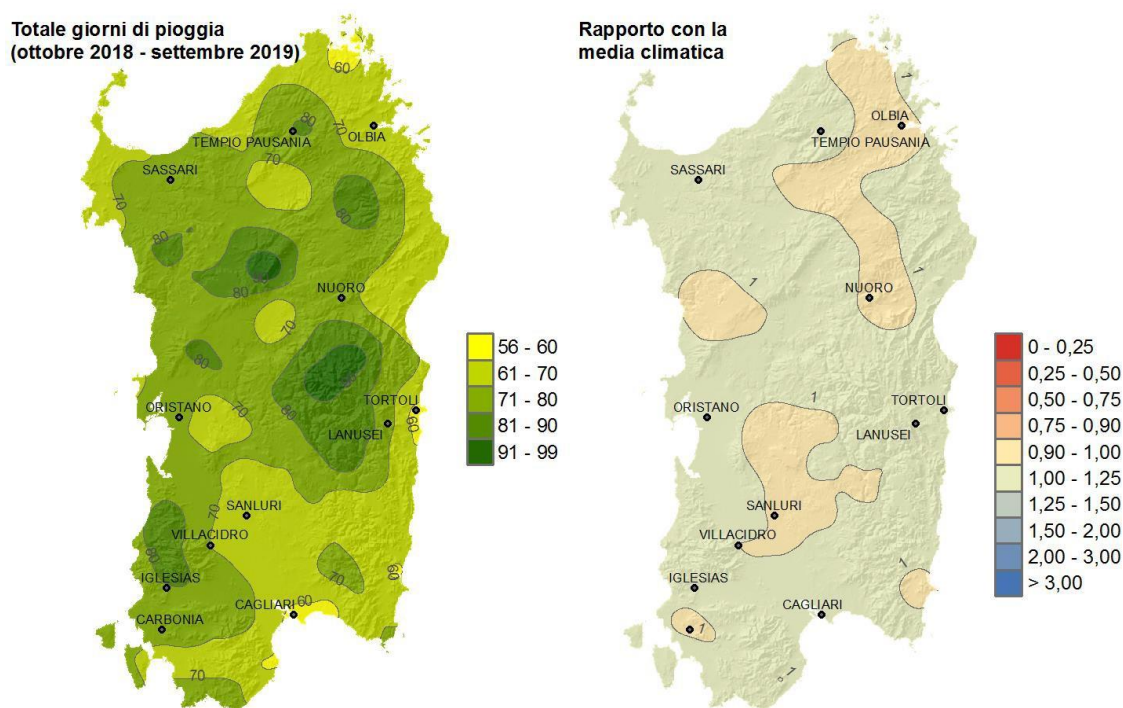 Totale giorni di pioggia
(ottobre 2018 - settembre 2019)
60
80
70
OLBIA
TEMPIO PAUSANIA
70
SASSARI
70
80
80
80
NUORO
70
80
80
70
ORISTANO
TORTOLI
60
LANUSEI
70
SANLURI
VILLACIDRO
80
70
60
IGLESIAS
60
CAGLIARI
CARBONIA
70
56 - 60
61 - 70
71 - 80
81 - 90
91 - 99
Rapporto con la
media climatica
1
OLBIA
TEMPIO PAUSANIA
SASSARI
1
1
NUORO
1
ORISTANO
TORTOLI
LANUSEI
SANLURI
VILLACIDRO
1
IGLESIAS
CAGLIARI
1
1
0 - 0,25
0,25 - 0,50
0,50 - 0,75
0,75 - 0,90
0,90 - 1,00
1,00 - 1,25
1,25 - 1,50
1,50 - 2,00
2,00 - 3,00
> 3,00